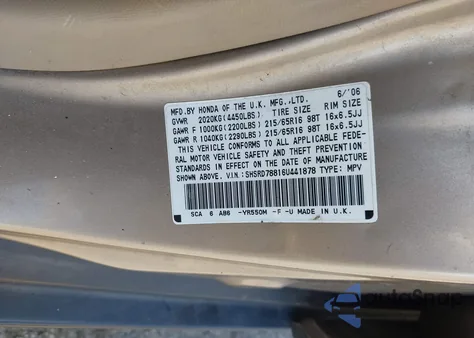 MFD.BY HONDA OF THE U.K. MFG.,LTD. 6/'06
GVWR 2020KG(4450LBS) TIRE SIZE RIM SIZE
GAWR F 1000KG(2200LBS) 215/65R16 98T 16x6.5JJ
GAWR R 1040KG(2290LBS) 215/65R16 98T 16x6.5JJ
THIS VEHICLE CONFORMS TO ALL APPLICABLE FEDE-
RAL MOTOR VEHICLE SAFETY AND THEFT PREVENTION
STANDARDS IN EFFECT ON THE DATE OF MANUFACTURE
SHOWN ABOVE. V.I.N: SHSRD78816U441878 TYPE: MPV
SCA 6 A86 -YR550M -F -U MADE IN U.K.
autoSnap